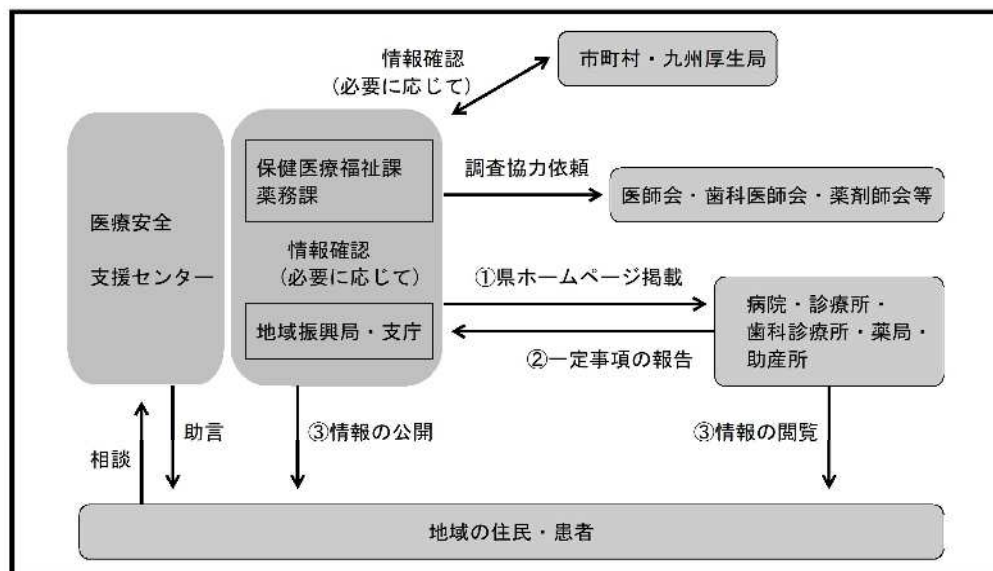 情報確認
（必要に応じて）
市町村・九州厚生局
保健医療福祉課
薬務課
調査協力依頼
医師会・歯科医師会・薬剤師会等
医療安全
支援センター
情報確認
（必要に応じて）
①県ホームページ掲載
地域振興局・支庁
②一定事項の報告
病院・診療所・
歯科診療所・薬局・
助産所
相談
助言
③情報の公開
③情報の閲覧
地域の住民・患者